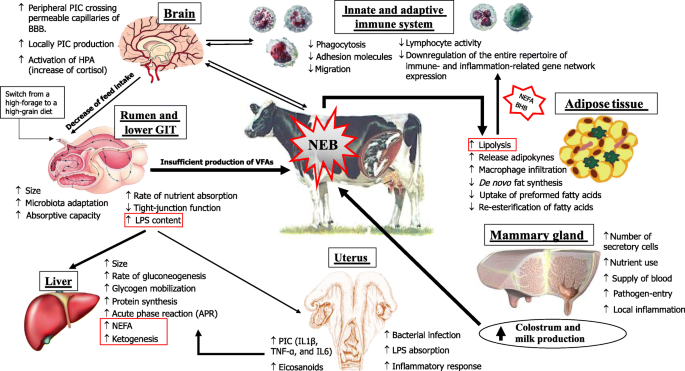 Brain
↑ Peripheral PIC crossing
permeable capillaries of
BBB.
↑ Locally PIC production
↑ Activation of HPA
(increase of cortisol)
Innate and adaptive
immune system
↓ Phagocytosis
↓ Adhesion molecules
↓ Migration
↓ Lymphocyte activity
↓ Downregulation of the entire repertoire of
immune- and inflammation-related gene network
expression
NEFA
BHB
Adipose tissue
↑ Lipolysis
↑ Release adipokynes
↑ Macrophage infiltration
↓ De novo fat synthesis
↓ Uptake of preformed fatty acids
↓ Re-esterification of fatty acids
Switch from a
high-forage to a
high-grain diet
Decrease of feed intake
Rumen and
lower GIT
Insufficient production of VFAs
NEB
↑ Size
↑ Microbiota adaptation
↑ Absorptive capacity
↑ Rate of nutrient absorption
↓ Tight-junction function
↑ LPS content
Mammary gland
↑ Number of
secretory cells
↑ Nutrient use
↑ Supply of blood
↑ Pathogen-entry
↑ Local inflammation
↑ Colostrum and
milk production
Liver
↑ Size
↑ Rate of gluconeogenesis
↑ Glycogen mobilization
↑ Protein synthesis
↑ Acute phase reaction (APR)
↑ NEFA
↑ Ketogenesis
Uterus
↑ PIC (IL1β,
TNF-α, and IL6)
↑ Eicosanoids
↑ Bacterial infection
↑ LPS absorption
↑ Inflammatory response